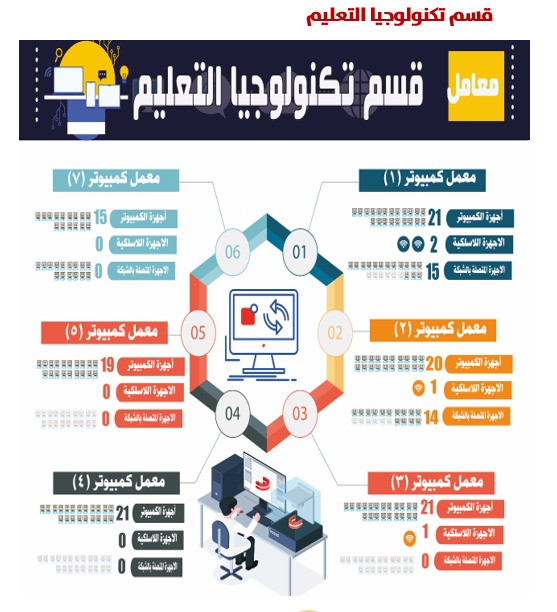 قسم تكنولوجيا التعليم
معامل
قسم تكنولوجيا التعليم
معمل كمبيوتر (١)
أجهزة الكمبيوتر 21
الاجهزة اللاسلكية 2
الاجهزة المتصلة بالشبكة 15
معمل كمبيوتر (٧)
أجهزة الكمبيوتر 15
الاجهزة اللاسلكية 0
الاجهزة المتصلة بالشبكة 0
01
06
02
05
03
04
معمل كمبيوتر (٢)
أجهزة الكمبيوتر 20
الاجهزة اللاسلكية 1
الاجهزة المتصلة بالشبكة 14
معمل كمبيوتر (٥)
أجهزة الكمبيوتر 19
الاجهزة اللاسلكية 0
الاجهزة المتصلة بالشبكة 0
معمل كمبيوتر (٣)
أجهزة الكمبيوتر 21
الاجهزة اللاسلكية 1
الاجهزة المتصلة بالشبكة 0
معمل كمبيوتر (٤)
أجهزة الكمبيوتر 21
الاجهزة اللاسلكية 0
الاجهزة المتصلة بالشبكة 0